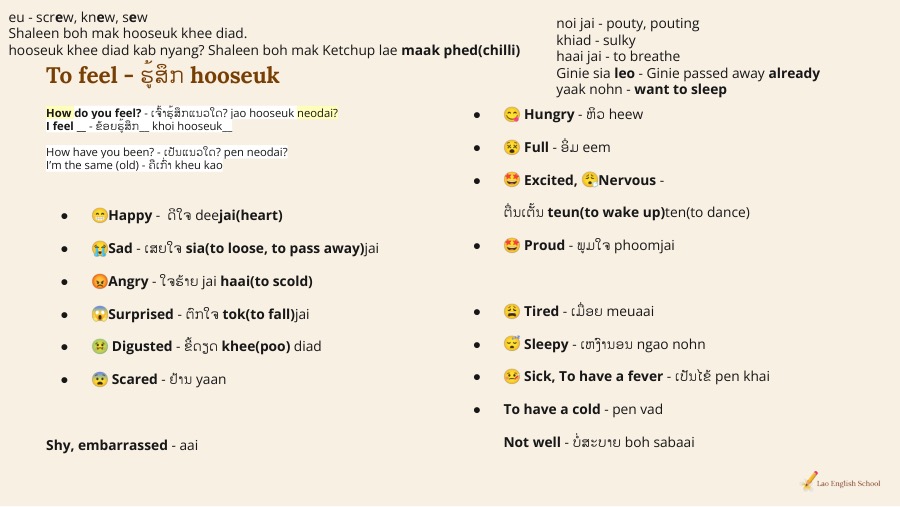 eu - screw, knew, sew
Shaleen boh mak hooseuk khee diad.
hooseuk khee diad kab nyang? Shaleen boh mak Ketchup lae maak phed(chilli)
noi jai - pouty, pouting
khiad - sulky
haai jai - to breathe
Ginie sia leo - Ginie passed away already
yaak nohn - want to sleep
To feel - ຮູ້ສຶກ hooseuk
How do you feel? - ເຈົ້າຮູ້ສຶກແນວໃດ? jao hooseuk neodai?
I feel __ - ຂ້ອຍຮູ້ສຶກ__ khoi hooseuk__
How have you been? - ເປັນແນວໃດ? pen neodai?
I'm the same (old) - ຄືເກົ່າ kheu kao
● 😁Happy - ດີໃຈ deejai(heart)
● 😭Sad - ເສຍໃຈ sia(to loose, to pass away)jai
● 😡Angry - ໃຈຮ້າຍ jai haai(to scold)
● 😱Surprised - ຕົກໃຈ tok(to fall)jai
● 🤢 Digusted - ຂີ້ດຽດ khee(poo) diad
● 😨 Scared - ຢ້ານ yaan
Shy, embarrassed - aai
● 😋 Hungry - ຫິວ heew
● 😵 Full - ອິ່ມ eem
● 🤩 Excited, 😮‍💨Nervous -
ຕື່ນເຕັ້ນ teun(to wake up)ten(to dance)
● 🤩 Proud - ພູມໃຈ phoomjai
● 😩 Tired - ເມື່ອຍ meuaai
● 😴 Sleepy - ເຫງົານອນ ngao nohn
● 🤒 Sick, To have a fever - ເປັນໄຂ້ pen khai
● To have a cold - pen vad
Not well - ບໍ່ສະບາຍ boh sabaai
Lao English School